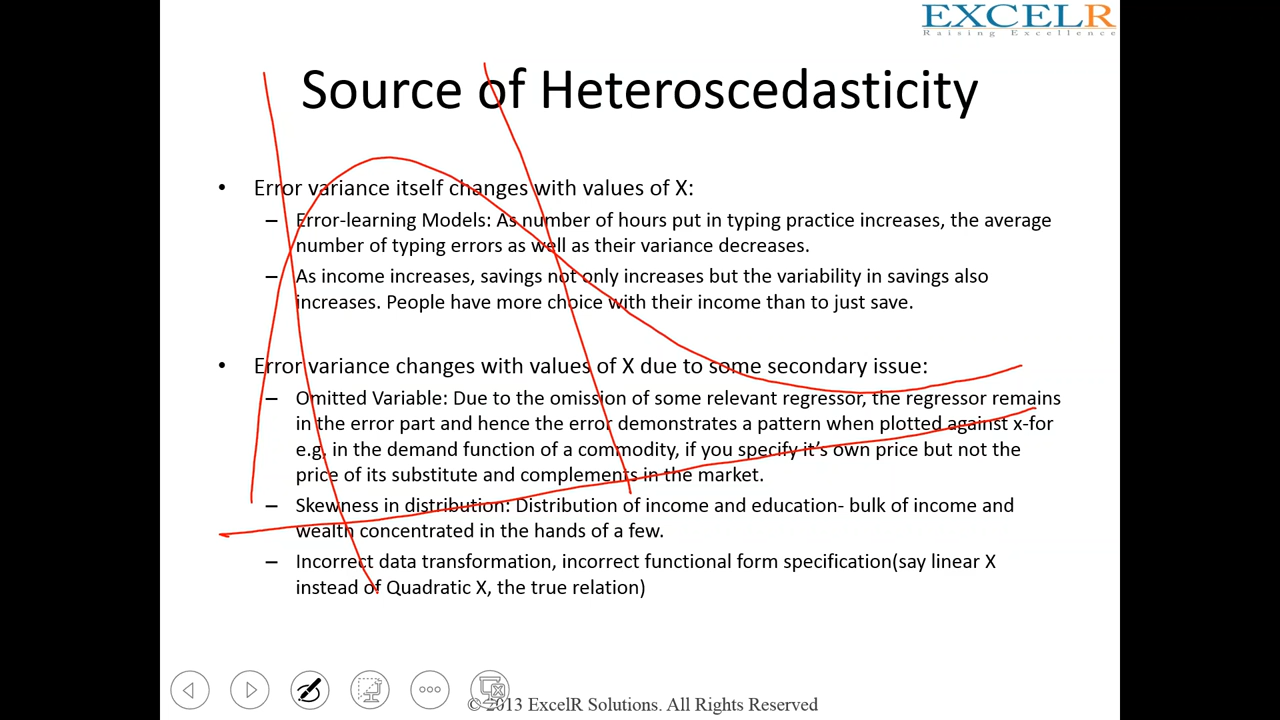 EXCELR
Raising Excellence
Source of Heteroscedasticity
• Error variance itself changes with values of X:
– Error-learning Models: As number of hours put in typing practice increases, the average
number of typing errors as well as their variance decreases.
– As income increases, savings not only increases but the variability in savings also
increases. People have more choice with their income than to just save.
• Error variance changes with values of X due to some secondary issue:
– Omitted Variable: Due to the omission of some relevant regressor, the regressor remains
in the error part and hence the error demonstrates a pattern when plotted against x-for
e.g. in the demand function of a commodity, if you specify it’s own price but not the
price of its substitute and complements in the market.
– Skewness in distribution: Distribution of income and education- bulk of income and
wealth concentrated in the hands of a few.
– Incorrect data transformation, incorrect functional form specification(say linear X
instead of Quadratic X, the true relation)
© 2013 ExcelR Solutions. All Rights Reserved